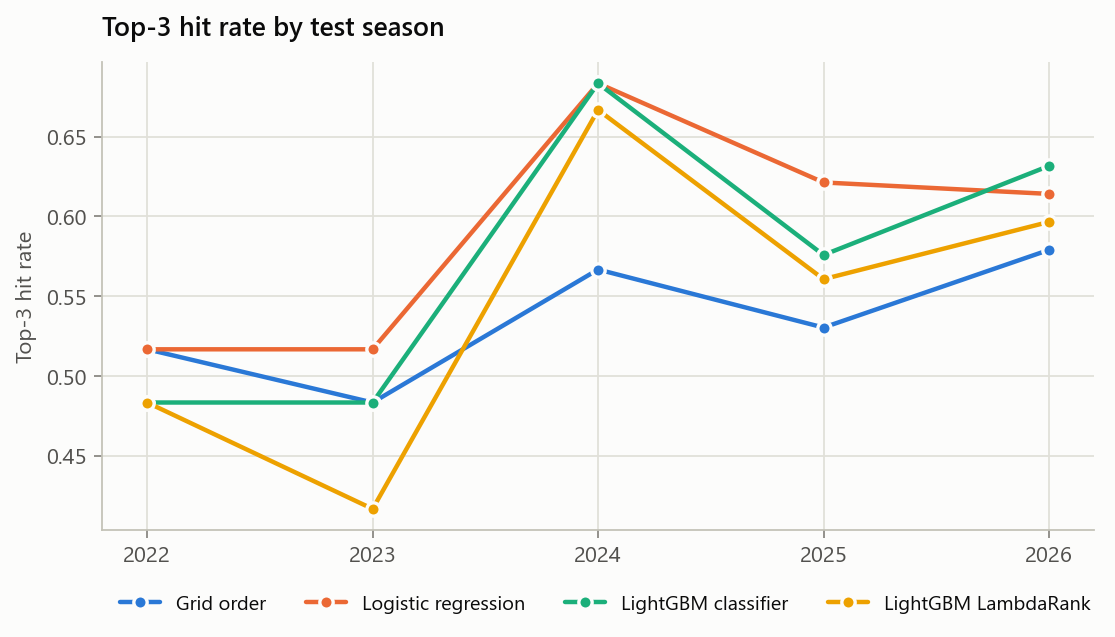 Top-3 hit rate by test season
Top-3 hit rate
0.65
0.60
0.55
0.50
0.45
2022 2023 2024 2025 2026
Grid order Logistic regression LightGBM classifier LightGBM LambdaRank